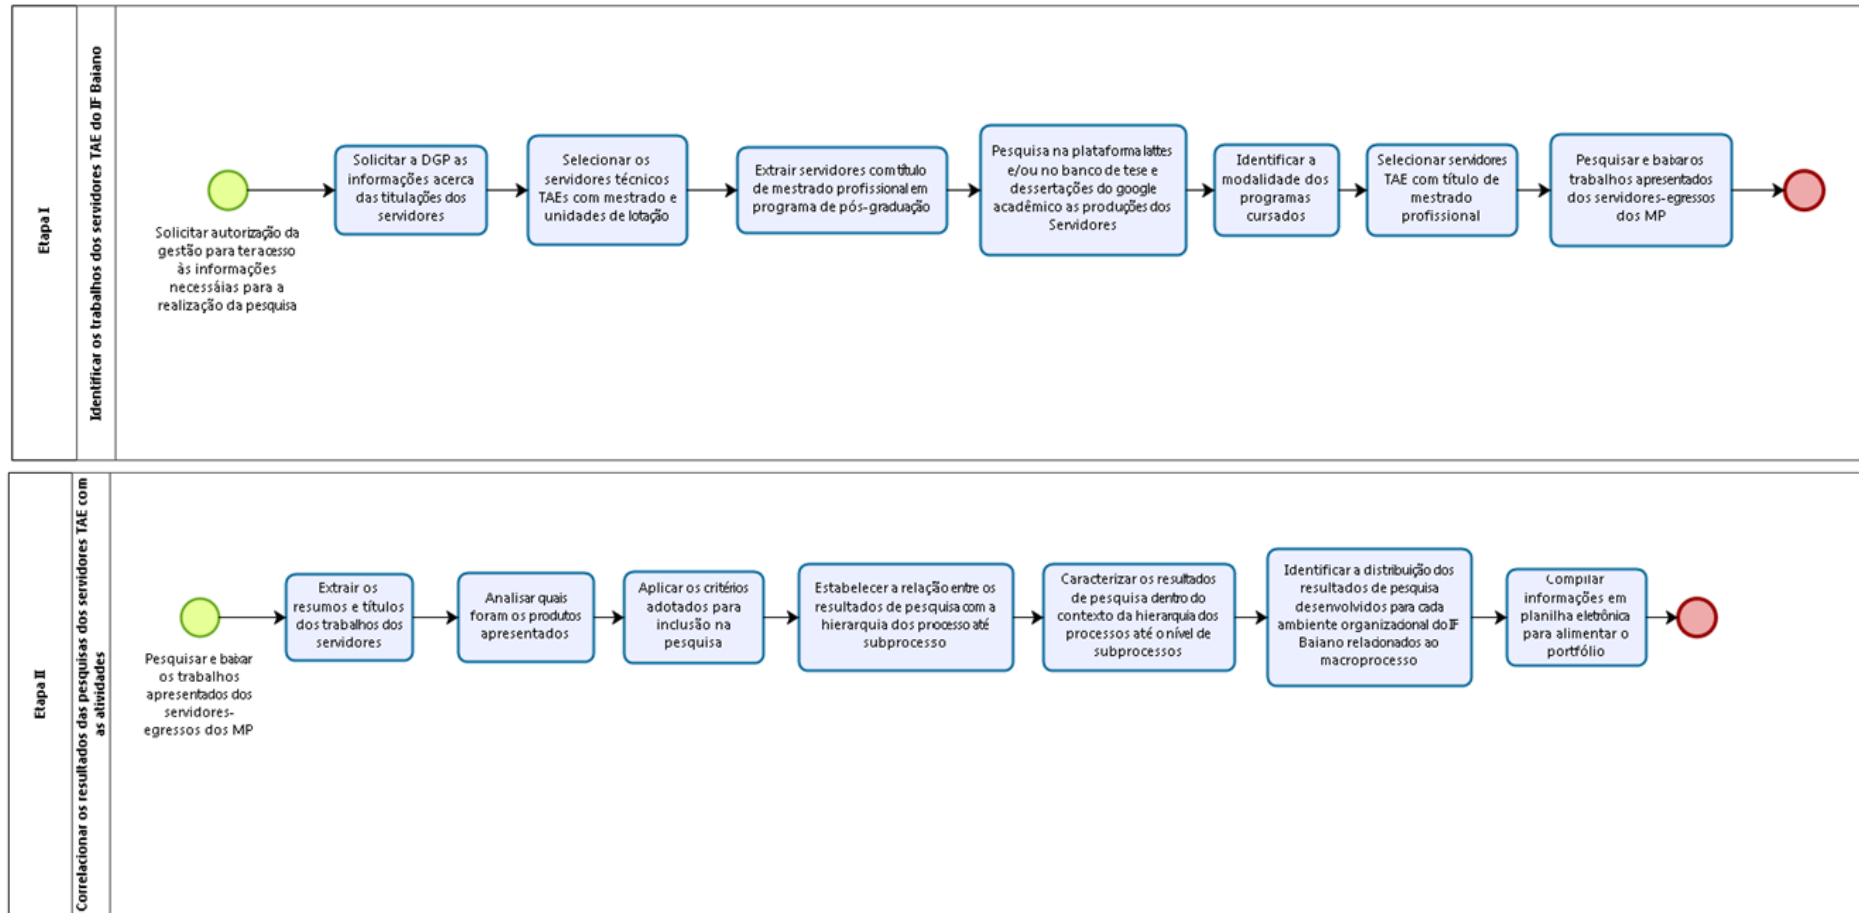 Etapa I
Identificar os trabalhos dos servidores TAE do IF Baiano
Solicitar autorização da
gestão para ter acesso
às informações
necessáias para a
realização da pesquisa
Solicitar a DGP as
informações acerca
das titulações dos
servidores
Selecionar os
servidores técnicos
TAEs com mestrado e
unidades de lotação
Extrair servidores com título
de mestrado profissional em
programa de pós-graduação
Pesquisa na plataforma lattes
e/ou no banco de tese e
dessertações do google
acadêmico as produções dos
Servidores
Identificar a
modalidade dos
programas
cursados
Selecionar servidores
TAE com título de
mestrado
profissional
Pesquisar e baixar os
trabalhos apresentados
dos servidores-egressos
dos MP
Etapa II
Correlacionar os resultados das pesquisas dos servidores TAE com
as atividades
Pesquisar e baixar
os trabalhos
apresentados dos
servidores-
egressos dos MP
Extrair os
resumos e títulos
dos trabalhos dos
servidores
Analisar quais
foram os produtos
apresentados
Aplicar os critérios
adotados para
inclusão na
pesquisa
Estabelecer a relação entre os
resultados de pesquisa com a
hierarquia dos processo até
subprocesso
Caracterizar os resultados
de pesquisa dentro do
contexto da hierarquia dos
processos até o nível de
subprocessos
Identificar a distribuição dos
resultados de pesquisa
desenvolvidos para cada
ambiente organizacional do IF
Baiano relacionados ao
macroprocesso
Compilar
informações em
planilha eletrônica
para alimentar o
portfólio